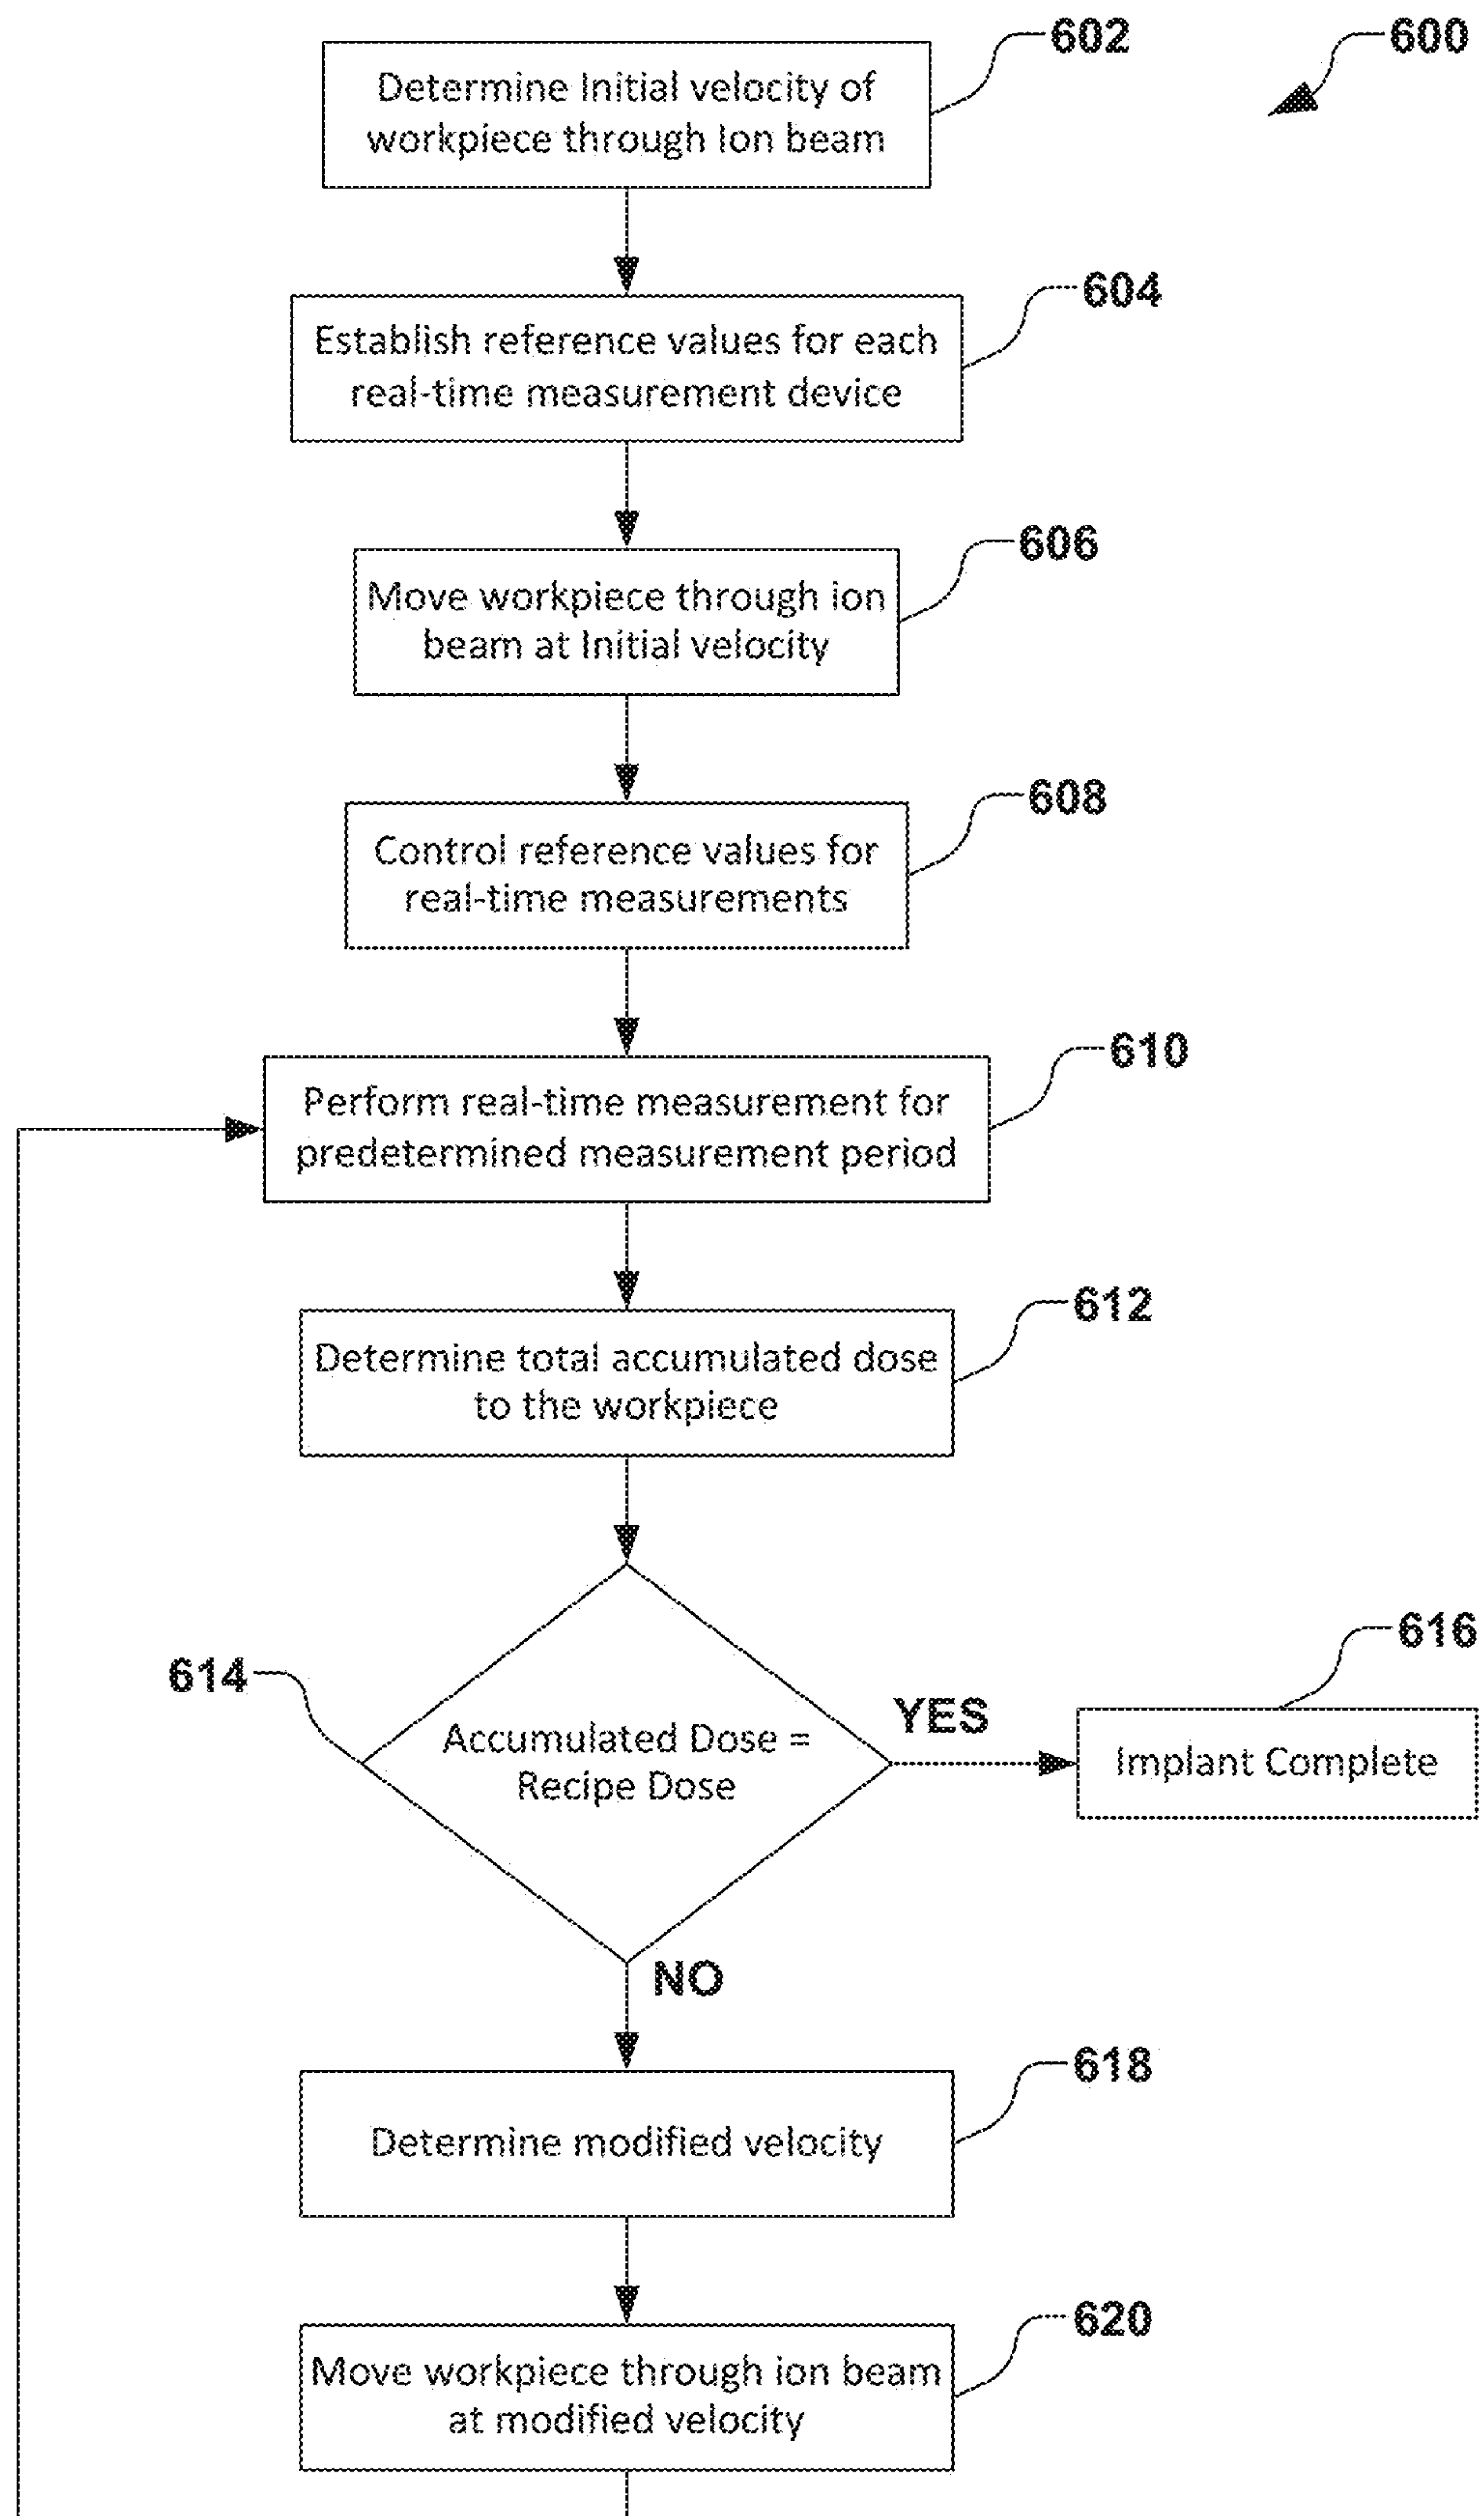 602
600
Determine Initial velocity of
workpiece through Ion beam
604
Establish reference values for each
real-time measurement device
606
Move workpiece through ion
beam at Initial velocity
608
Control reference values for
real-time measurements
610
Perform real-time measurement for
predetermined measurement period
612
Determine total accumulated dose
to the workpiece
614
616
YES
Accumulated Dose =
Recipe Dose
Implant Complete
NO
618
Determine modified velocity
620
Move workpiece through ion beam
at modified velocity